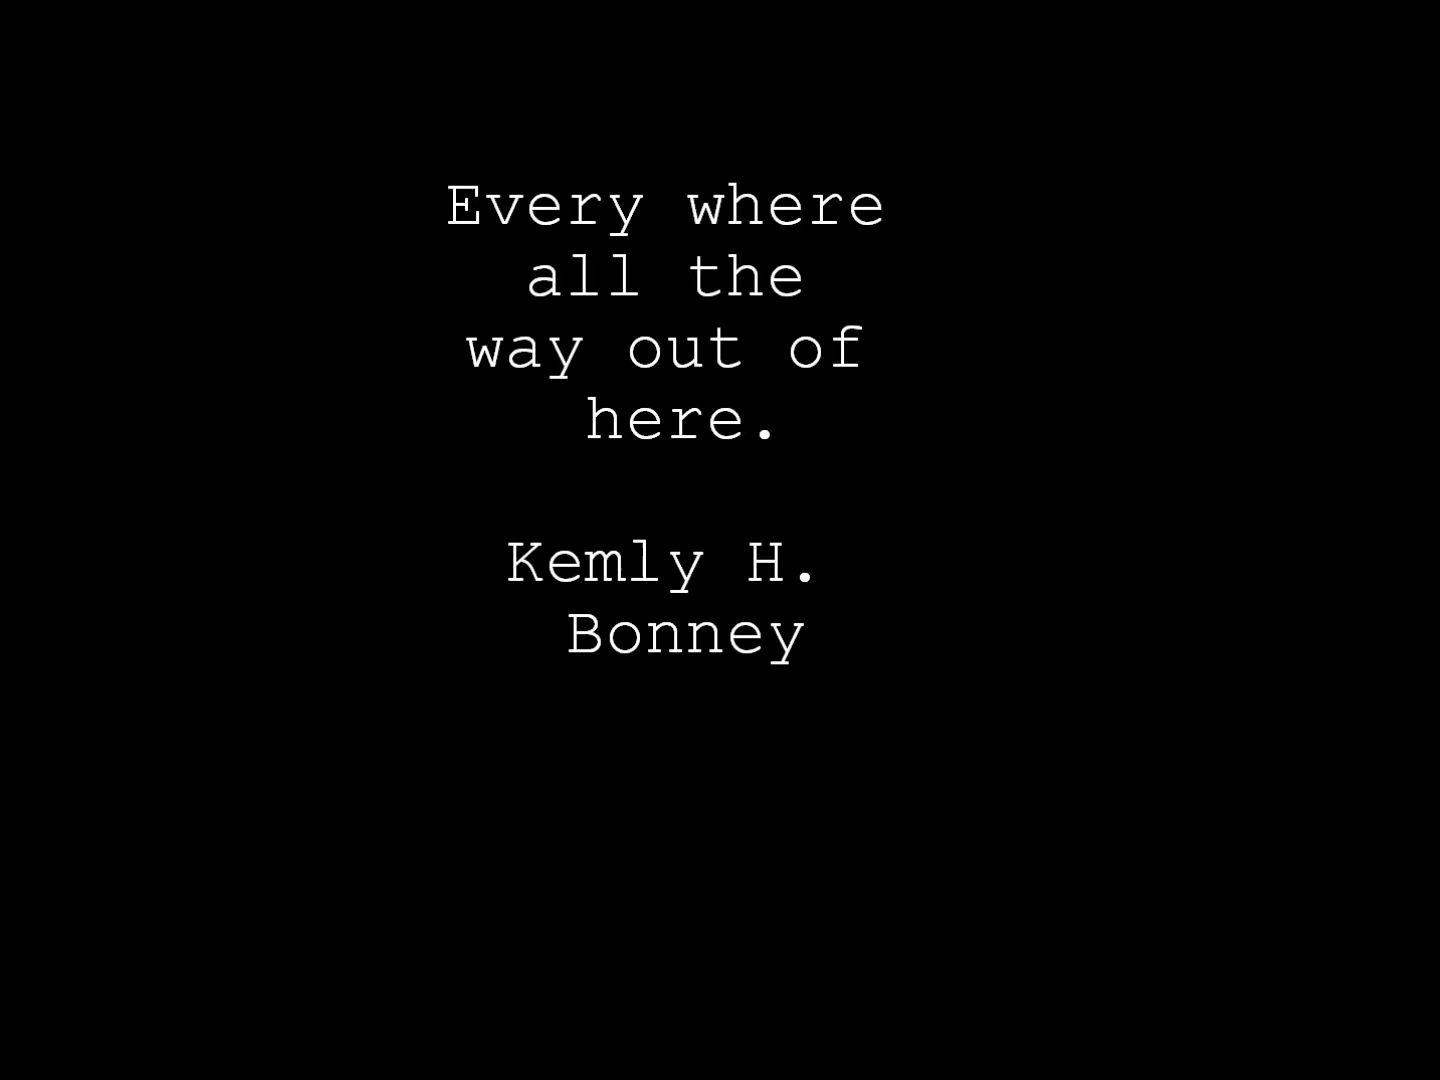 Every where
all the
way out of
here.
Kemly H.
Bonney